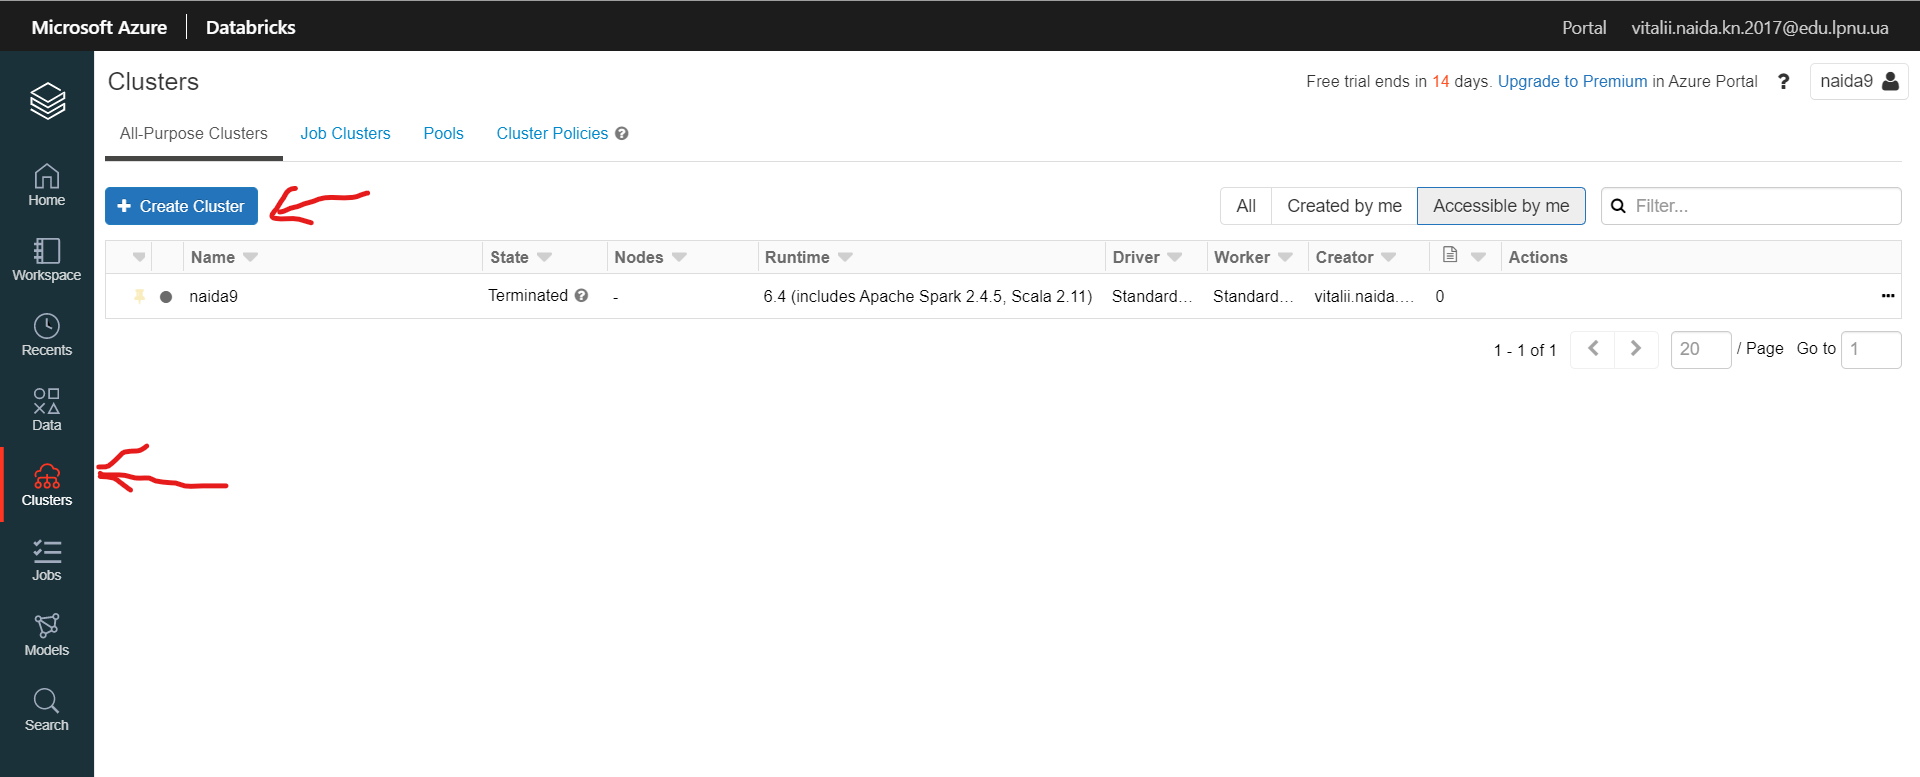 Microsoft Azure Databricks Portal vitalii.naida.kn.2017@edu.lpnu.ua
Clusters Free trial ends in 14 days. Upgrade to Premium in Azure Portal ? naida9
All-Purpose Clusters Job Clusters Pools Cluster Policies ?
+ Create Cluster All Created by me Accessible by me Filter...
Name State Nodes Runtime Driver Worker Creator Actions
naida9 Terminated ? - 6.4 (includes Apache Spark 2.4.5, Scala 2.11) Standard... Standard... vitalii.naida.... 0 ...
1 - 1 of 1 < > 20 / Page Go to 1
Home
Workspace
Recents
Data
Clusters
Jobs
Models
Search